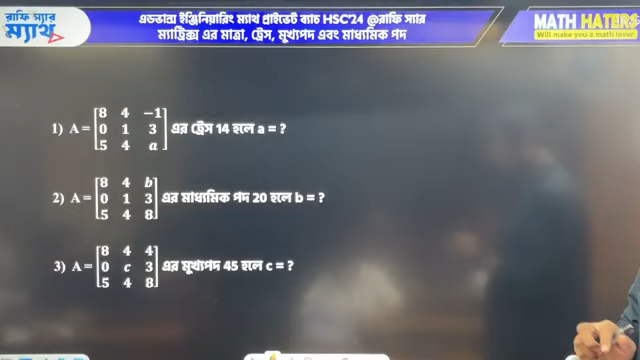 রাফি স্যার
ম্যাথ
এডভান্স ইঞ্জিনিয়ারিং ম্যাথ প্রাইভেট ব্যাচ HSC'24 @রাফি স্যার
ম্যাট্রিক্স এর মাত্রা, ট্রেস, মুখ্যপদ এবং মাধ্যমিক পদ
MATH HATERS
Will make you a math lover
1) A = [8 4 −1
0 1 3
5 4 a] এর ট্রেস 14 হলে a = ?
2) A = [8 4 b
0 1 3
5 4 8] এর মাধ্যমিক পদ 20 হলে b = ?
3) A = [8 4 4
0 c 3
5 4 8] এর মুখ্যপদ 45 হলে c = ?